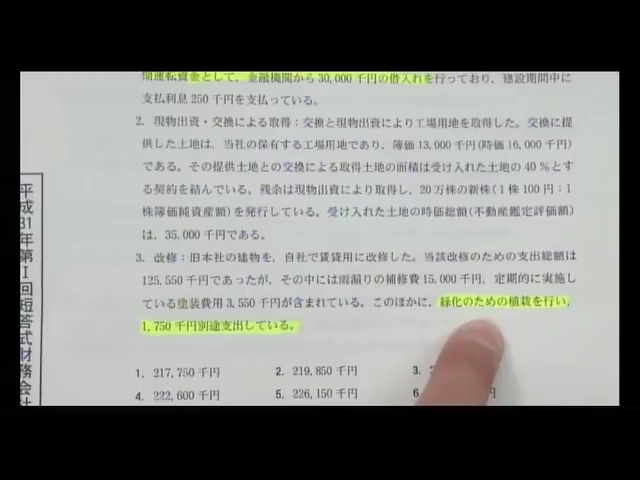 期運転資金として、金融機関から30,000千円の借入れを行っており、建設期間中に
支払利息250千円を支払っている。
2. 現物出資・交換による取得：交換と現物出資により工場用地を取得した。交換に提
供した土地は、当社の保有する工場用地であり、簿価13,000千円(時価16,000千円)
である。その提供土地との交換による取得土地の面積は受け入れた土地の40％とす
る契約を結んでいる。残余は現物出資により取得し、20万株の新株(1株100円：1
株簿価純資産額)を発行している。受け入れた土地の時価総額(不動産鑑定評価額)
は、35,000千円である。
3. 改修：旧本社の建物を、自社で賃貸用に改修した。当該改修のための支出総額は
125,550千円であったが、その中には雨漏りの補修費15,000千円、定期的に実施し
ている塗装費用3,550千円が含まれている。このほかに、緑化のための植栽を行い、
1,750千円別途支出している。
1. 217,750千円 2. 219,850千円 3. 2
4. 222,600千円 5. 226,150千円 6. 円
平成31年第Ⅰ回短答式財務会計